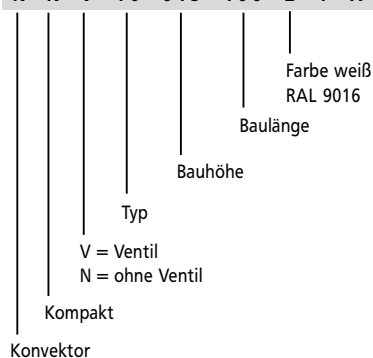 Farbe weiß
RAL 9016
Baulänge
Bauhöhe
Typ
V = Ventil
N = ohne Ventil
Kompakt
Konvektor